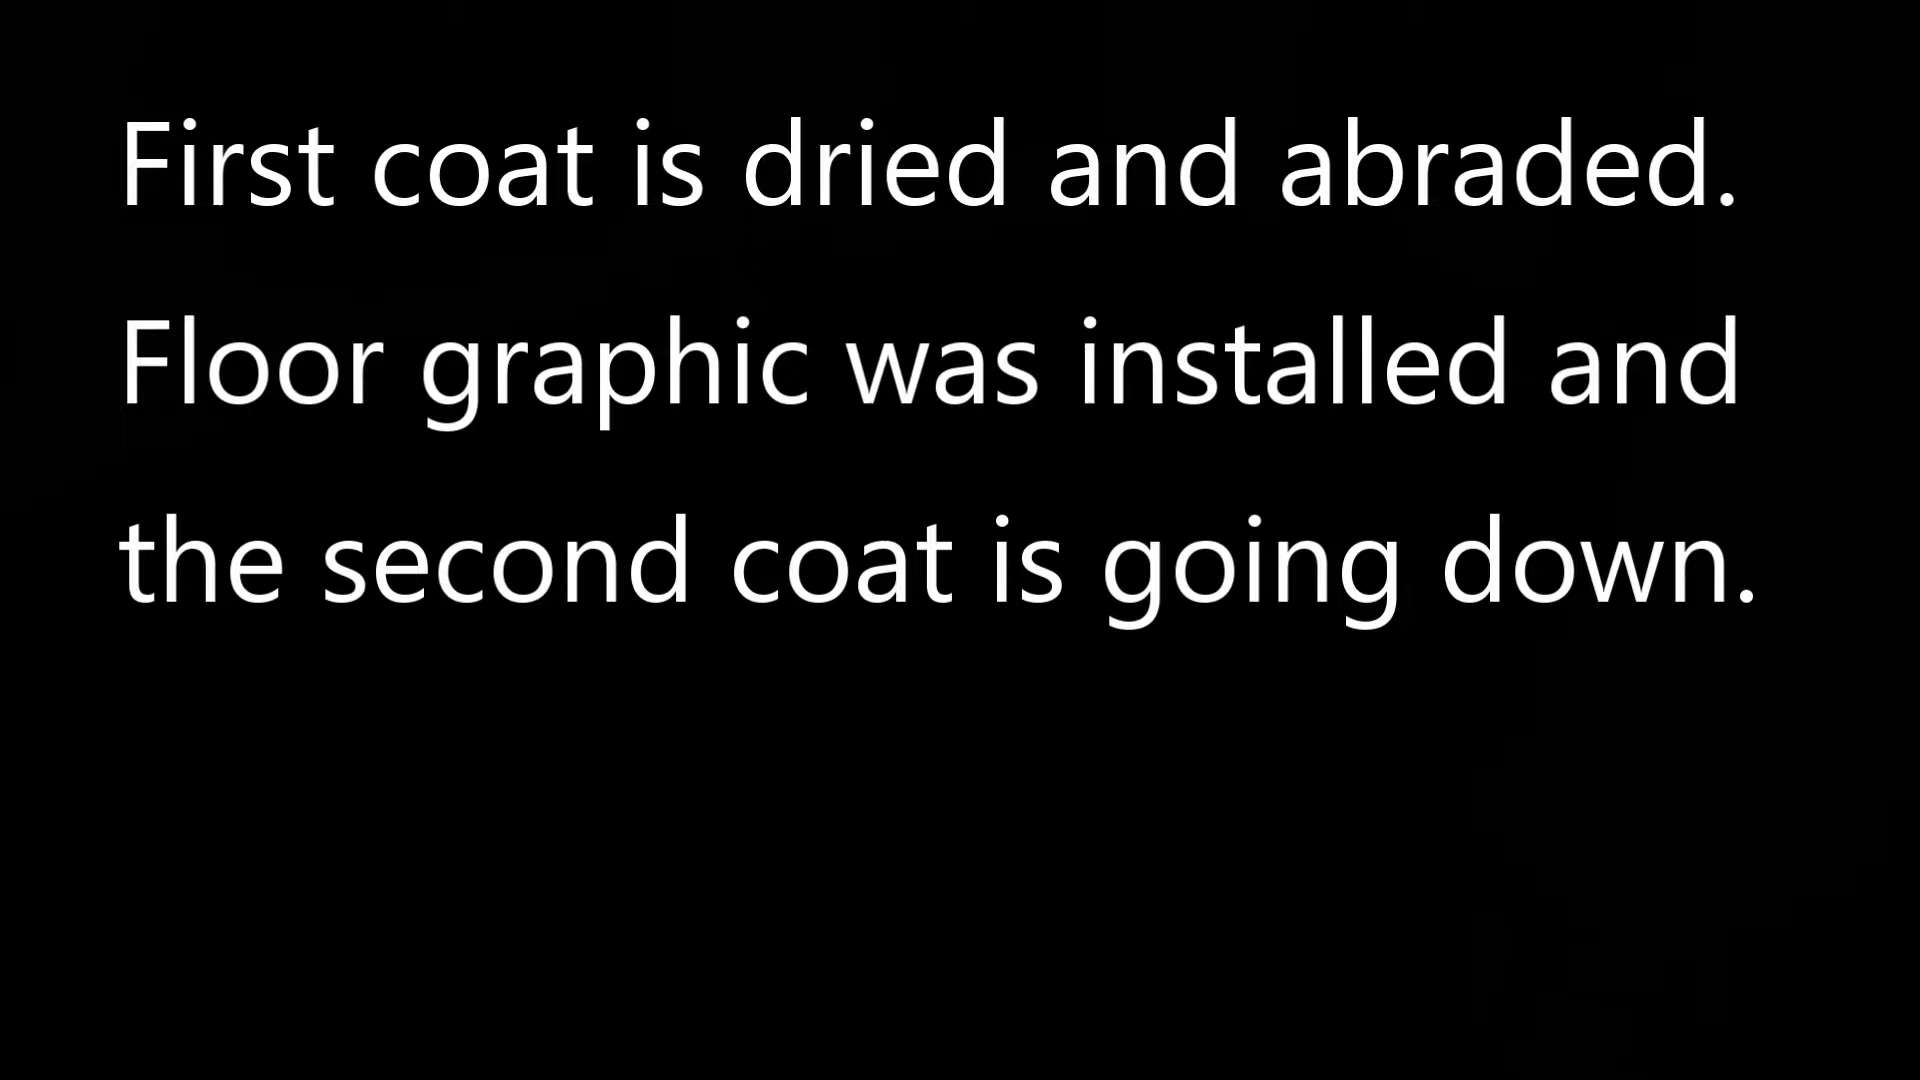 First coat is dried and abraded.
Floor graphic was installed and
the second coat is going down.